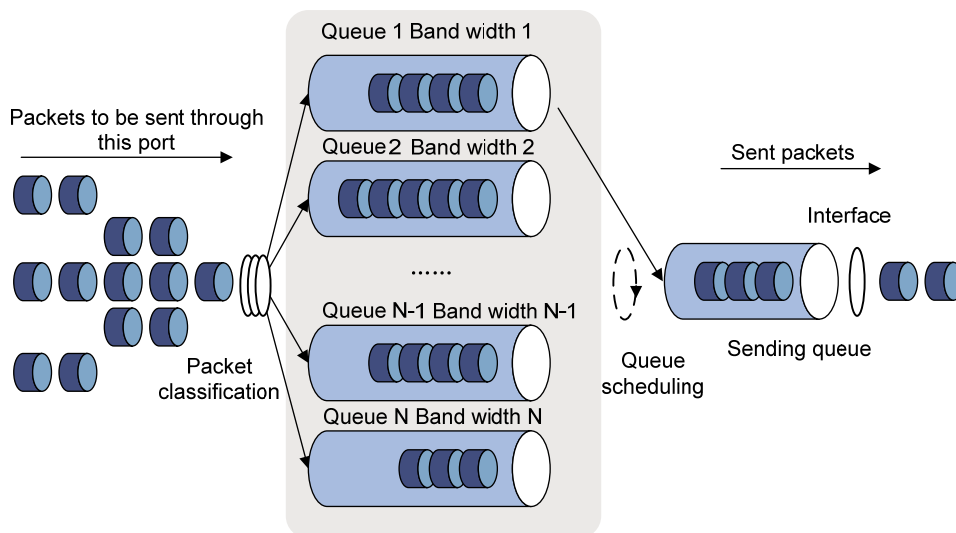 Queue 1 Band width 1
Packets to be sent through
this port
Queue2 Band width 2
Sent packets
Interface
......
Queue N-1 Band width N-1
Packet
classification
Queue
scheduling
Sending queue
Queue N Band width N